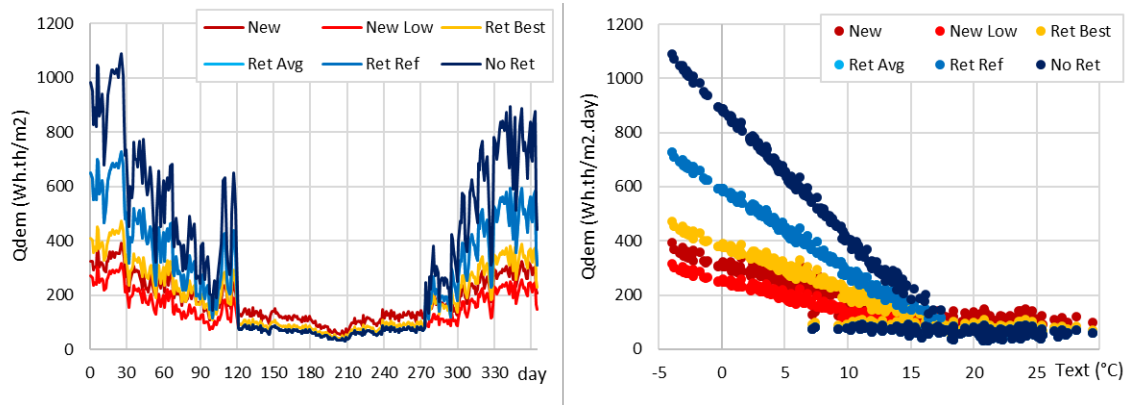 1200
1000
800
600
400
200
0
Qdem (Wh.th/m2)
New New Low Ret Best
Ret Avg Ret Ref No Ret
0 30 60 90 120 150 180 210 240 270 300 330 day
1200
1000
800
600
400
200
0
Qdem (Wh.th/m2.day)
New New Low Ret Best
Ret Avg Ret Ref No Ret
-5 0 5 10 15 20 25 Text (°C)